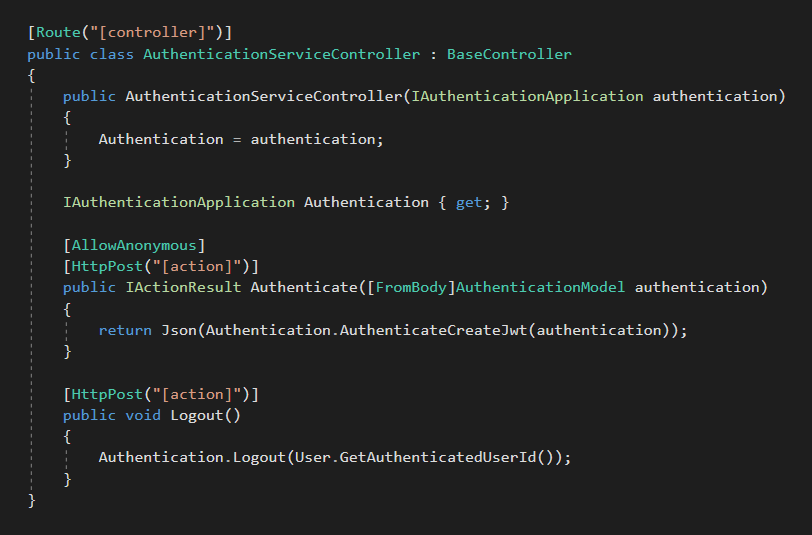 [Route("[controller]")]
public class AuthenticationServiceController : BaseController
{
public AuthenticationServiceController(IAuthenticationApplication authentication)
{
Authentication = authentication;
}
IAuthenticationApplication Authentication { get; }
[AllowAnonymous]
[HttpPost("[action]")]
public IActionResult Authenticate([FromBody]AuthenticationModel authentication)
{
return Json(Authentication.AuthenticateCreateJwt(authentication));
}
[HttpPost("[action]")]
public void Logout()
{
Authentication.Logout(User.GetAuthenticatedUserId());
}
}